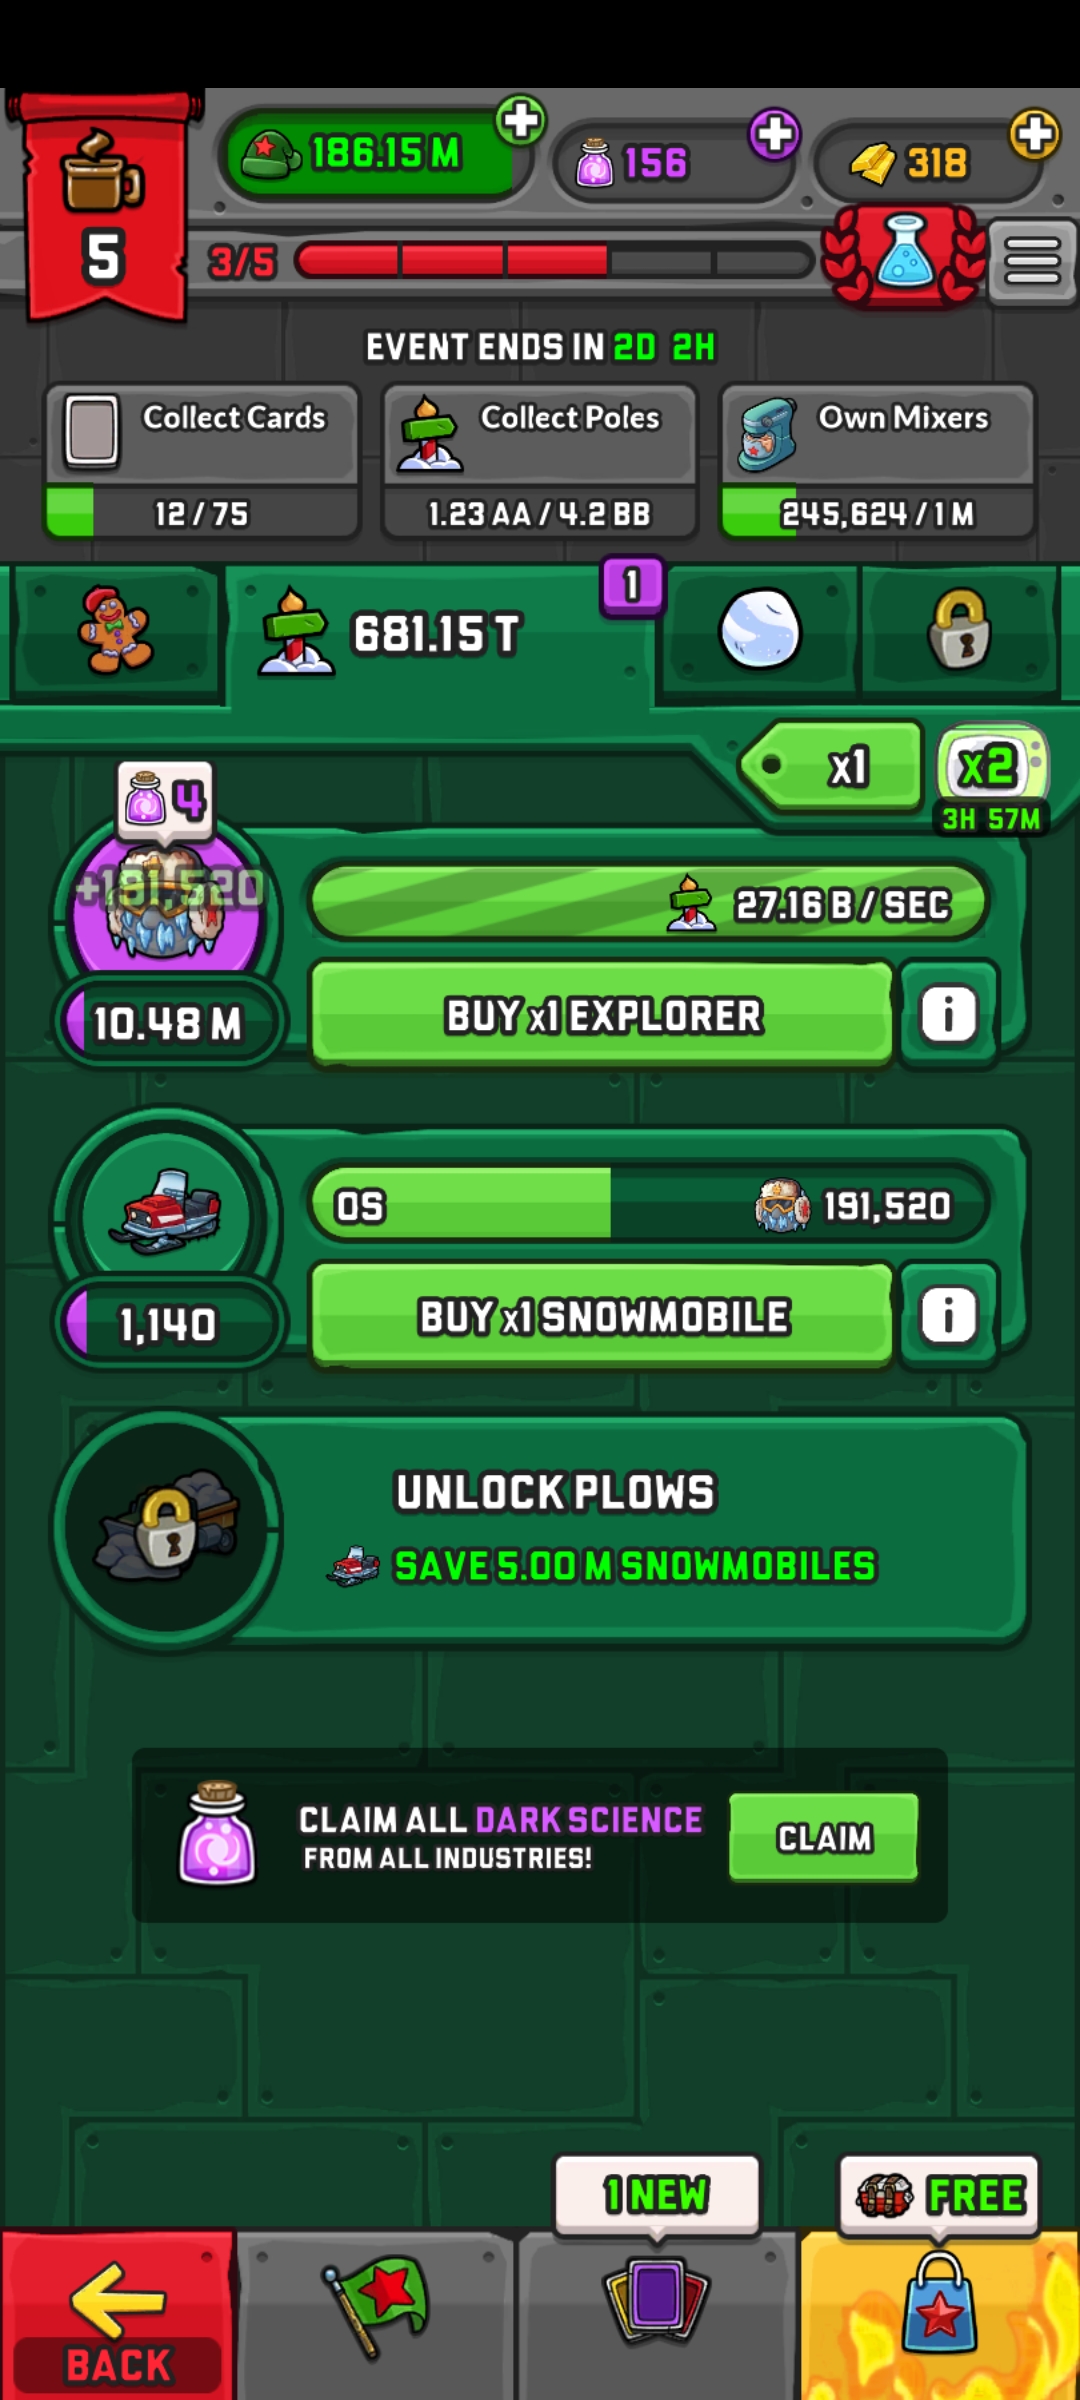 5
186.15 M
156
318
3/5
EVENT ENDS IN 2D 2H
Collect Cards
12 / 75
Collect Poles
1.23 AA / 4.2 BB
Own Mixers
245,624 / 1 M
681.15 T
1
x1
x2
3H 57M
4
+191,520
27.16 B / SEC
10.48 M
BUY x1 EXPLORER
i
0S
191,520
1,140
BUY x1 SNOWMOBILE
i
UNLOCK PLOWS
SAVE 5.00 M SNOWMOBILES
CLAIM ALL DARK SCIENCE
FROM ALL INDUSTRIES!
CLAIM
1 NEW
FREE
BACK